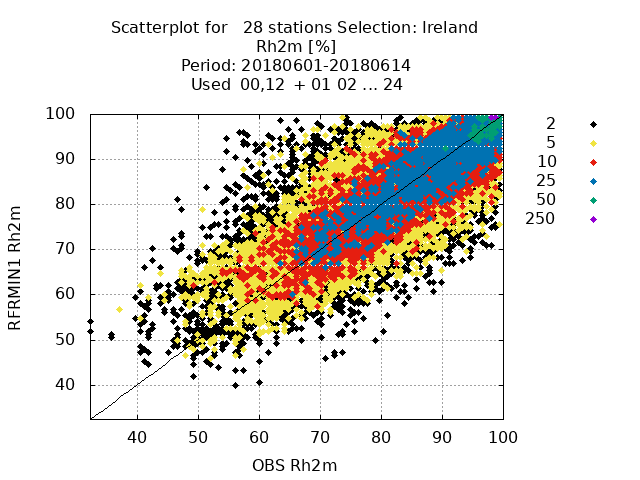 Scatterplot for 28 stations Selection: Ireland
Rh2m [%]
Period: 20180601-20180614
Used 00,12 + 01 02 ... 24
100
90
80
70
60
50
40
RFRMIN1 Rh2m
40 50 60 70 80 90 100
OBS Rh2m
2
5
10
25
50
250